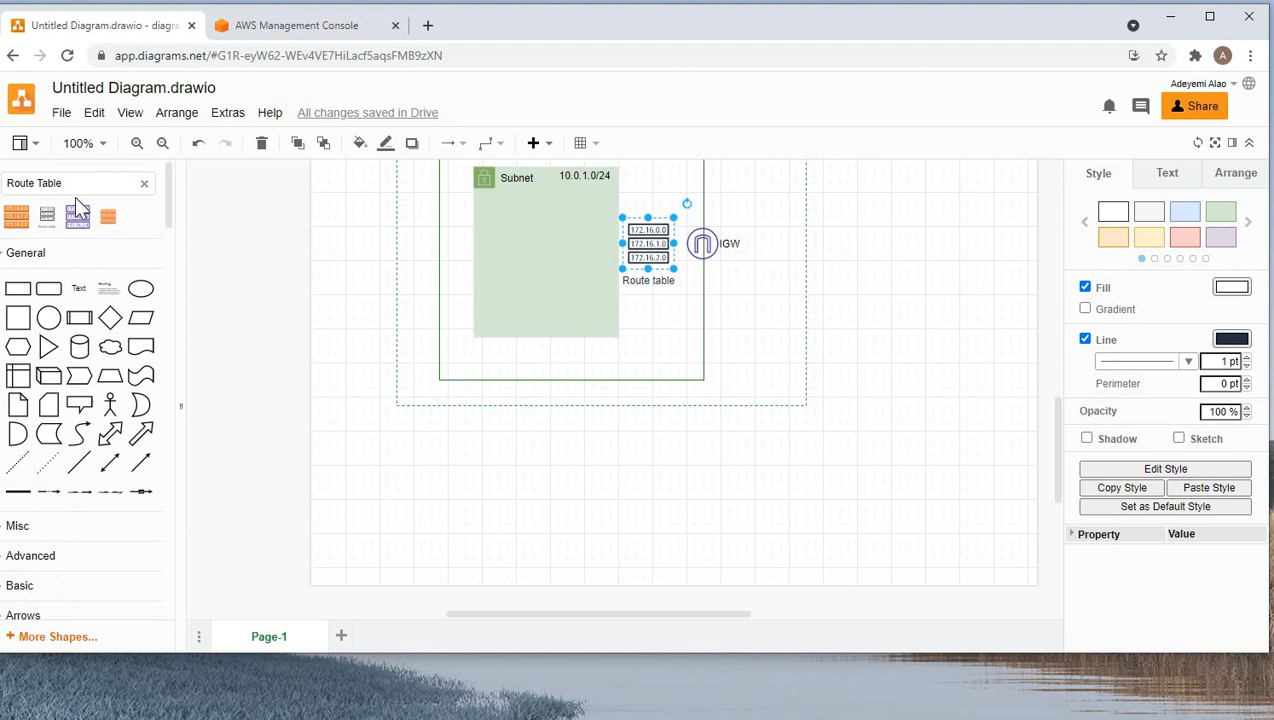 Untitled Diagram.drawio - diagra
AWS Management Console
app.diagrams.net/#G1R-eyW62-WEv4VE7HiLacf5aqsFMB9zXN
A
Untitled Diagram.drawio
Adeyemi Alao
File Edit View Arrange Extras Help All changes saved in Drive
Share
100%
Route Table
General
Text
Misc
Advanced
Basic
Arrows
+ More Shapes...
Subnet 10.0.1.0/24
172.16.0.0
172.16.1.0
172.16.2.0
Route table
IGW
Page-1
Style Text Arrange
Fill
Gradient
Line
1 pt
Perimeter 0 pt
Opacity 100 %
Shadow Sketch
Edit Style
Copy Style Paste Style
Set as Default Style
Property Value